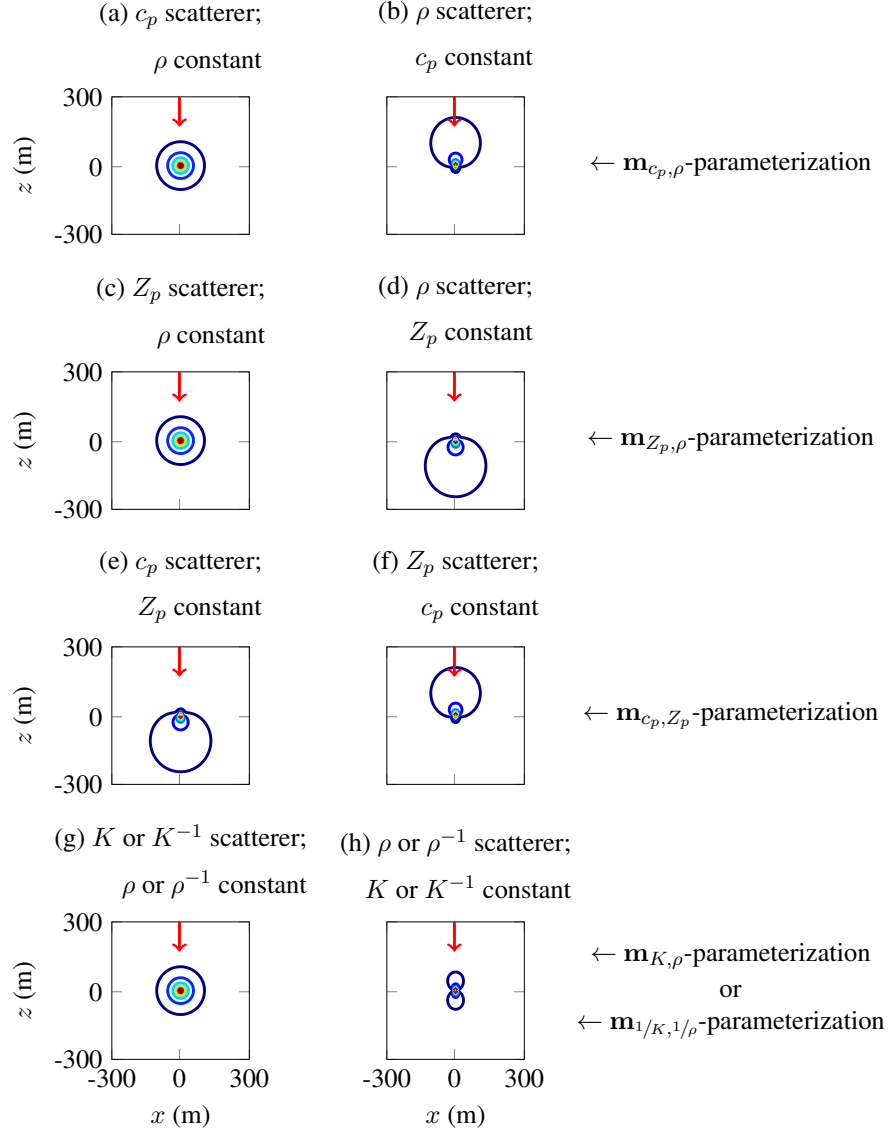 (a) c_p scatterer;
ρ constant
(b) ρ scatterer;
c_p constant
300
0
-300
z (m)
← m_{c_p,ρ}-parameterization
(c) Z_p scatterer;
ρ constant
(d) ρ scatterer;
Z_p constant
300
0
-300
z (m)
← m_{Z_p,ρ}-parameterization
(e) c_p scatterer;
Z_p constant
(f) Z_p scatterer;
c_p constant
300
0
-300
z (m)
← m_{c_p,Z_p}-parameterization
(g) K or K^{-1} scatterer;
ρ or ρ^{-1} constant
(h) ρ or ρ^{-1} scatterer;
K or K^{-1} constant
300
0
-300
z (m)
-300 0 300
x (m)
-300 0 300
x (m)
← m_{K,ρ}-parameterization
or
← m_{1/K,1/ρ}-parameterization